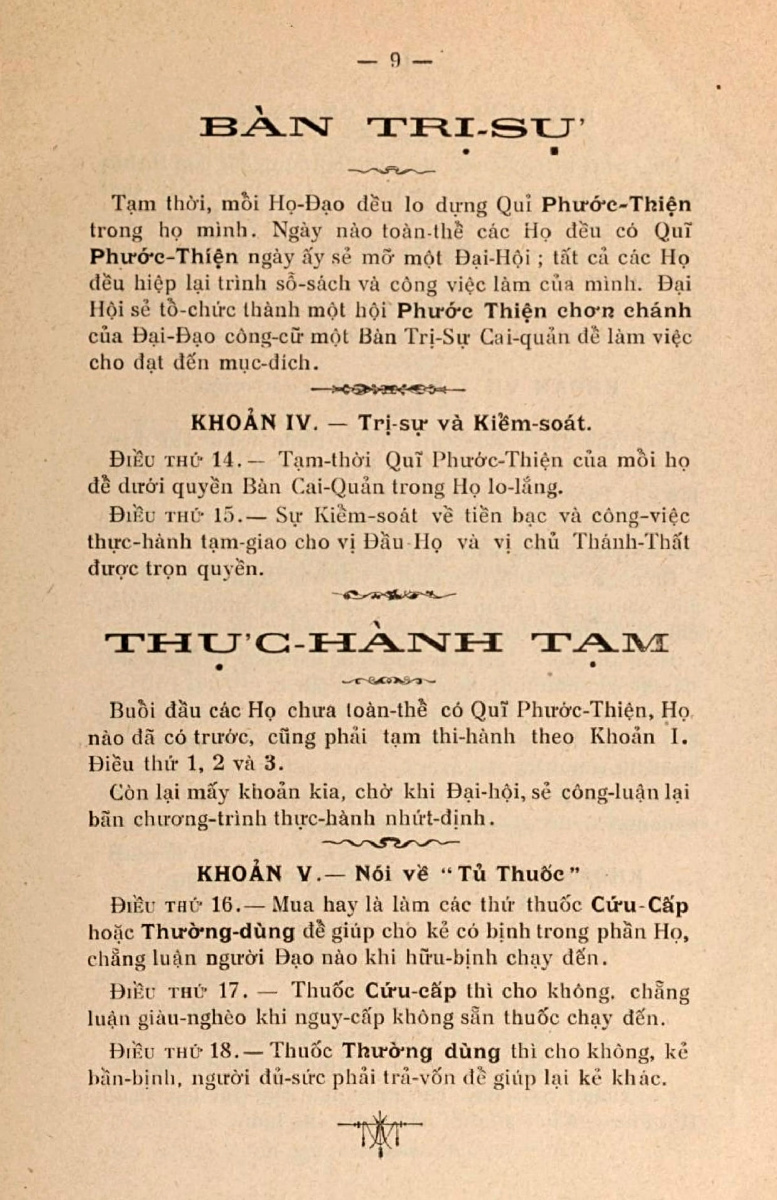 — 9 —
BÀN TRỊ-SỰ
Tạm thời, mỗi Họ-Đạo đều lo dựng Quỉ Phước-Thiện
trong họ mình. Ngày nào toàn-thể các Họ đều có Quĩ
Phước-Thiện ngày ấy sẻ mở một Đại-Hội ; tất cả các Họ
đều hiệp lại trình sổ-sách và công việc làm của mình. Đại
Hội sẻ tổ-chức thành một hội Phước Thiện chơn chánh
của Đại-Đạo công-cữ một Bàn Trị-Sự Cai-quản để làm việc
cho đạt đến mục-đich.
KHOẢN IV. — Trị-sự và Kiểm-soát.
ĐIỀU THỨ 14.— Tạm-thời Quĩ Phước-Thiện của mỗi họ
để dưới quyền Bàn Cai-Quản trong Họ lo-lắng.
ĐIỀU THỨ 15.— Sự Kiểm-soát về tiền bạc và công-việc
thực-hành tạm-giao cho vị Đầu-Họ và vị chủ Thánh-Thất
được trọn quyền.
THỰC-HÀNH TẠM
Buổi đầu các Họ chưa toàn-thể có Quĩ Phước-Thiện, Họ
nào đã có trước, cũng phải tạm thi-hành theo Khoản I.
Điều thứ 1, 2 và 3.
Còn lại mấy khoản kia, chờ khi Đại-hội, sẻ công-luận lại
bãn chương-trình thực-hành nhứt-định.
KHOẢN V.— Nói về “Tủ Thuốc”
ĐIỀU THỨ 16.— Mua hay là làm các thứ thuốc Cứu-Cấp
hoặc Thường-dùng để giúp cho kẻ có bịnh trong phần Họ,
chẳng luận người Đạo nào khi hữu-bịnh chạy đến.
ĐIỀU THỨ 17. — Thuốc Cứu-cấp thì cho không, chẵng
luận giàu-nghèo khi nguy-cấp không sẵn thuốc chạy đến.
ĐIỀU THỨ 18.— Thuốc Thường dùng thì cho không, kẻ
bần-bịnh, người đủ-sức phải trả-vốn để giúp lại kẻ khác.